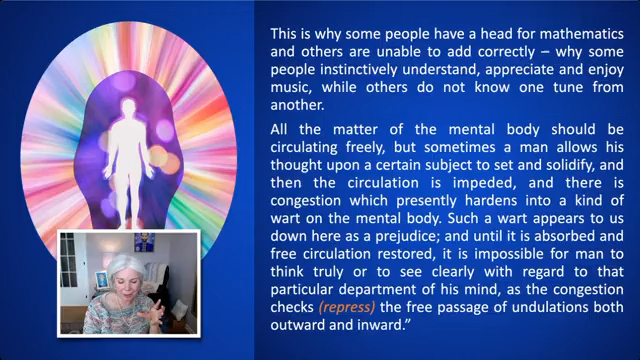 This is why some people have a head for mathematics
and others are unable to add correctly – why some
people instinctively understand, appreciate and enjoy
music, while others do not know one tune from
another.
All the matter of the mental body should be
circulating freely, but sometimes a man allows his
thought upon a certain subject to set and solidify, and
then the circulation is impeded, and there is
congestion which presently hardens into a kind of
wart on the mental body. Such a wart appears to us
down here as a prejudice; and until it is absorbed and
free circulation restored, it is impossible for man to
think truly or to see clearly with regard to that
particular department of his mind, as the congestion
checks (repress) the free passage of undulations both
outward and inward.”